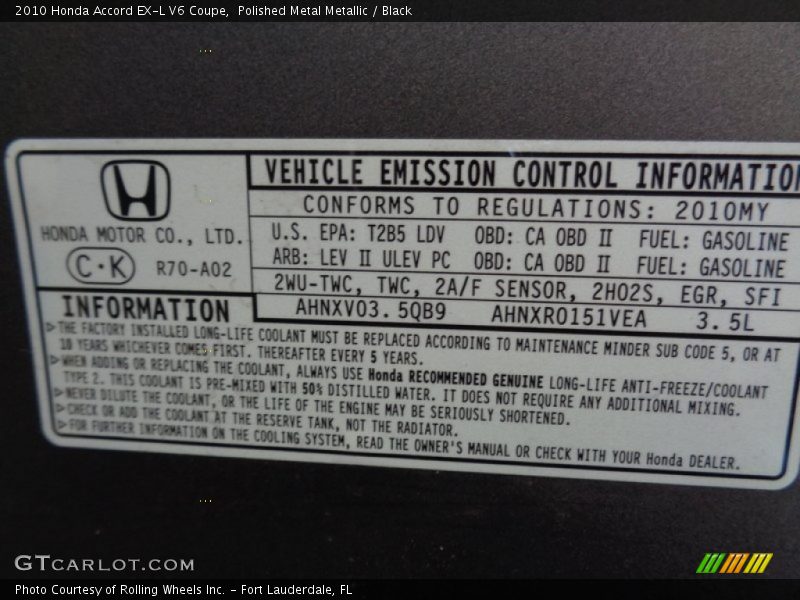 2010 Honda Accord EX-L V6 Coupe,  Polished Metal Metallic / Black
VEHICLE EMISSION CONTROL INFORMATION
CONFORMS TO REGULATIONS: 2010MY
HONDA MOTOR CO., LTD.
U.S. EPA: T2B5 LDV OBD: CA OBD II FUEL: GASOLINE
C·K R70-A02
ARB: LEV II ULEV PC OBD: CA OBD II FUEL: GASOLINE
2WU-TWC, TWC, 2A/F SENSOR, 2HO2S, EGR, SFI
INFORMATION
AHNXV03.5QB9 AHNXR0151VEA 3.5L
▷THE FACTORY INSTALLED LONG-LIFE COOLANT MUST BE REPLACED ACCORDING TO MAINTENANCE MINDER SUB CODE 5, OR AT
10 YEARS WHICHEVER COMES FIRST. THEREAFTER EVERY 5 YEARS.
▷WHEN ADDING OR REPLACING THE COOLANT, ALWAYS USE Honda RECOMMENDED GENUINE LONG-LIFE ANTI-FREEZE/COOLANT
TYPE 2. THIS COOLANT IS PRE-MIXED WITH 50% DISTILLED WATER. IT DOES NOT REQUIRE ANY ADDITIONAL MIXING.
▷NEVER DILUTE THE COOLANT, OR THE LIFE OF THE ENGINE MAY BE SERIOUSLY SHORTENED.
▷CHECK OR ADD THE COOLANT AT THE RESERVE TANK, NOT THE RADIATOR.
▷FOR FURTHER INFORMATION ON THE COOLING SYSTEM, READ THE OWNER'S MANUAL OR CHECK WITH YOUR Honda DEALER.
GTCARLOT.COM
Photo Courtesy of Rolling Wheels Inc. - Fort Lauderdale, FL